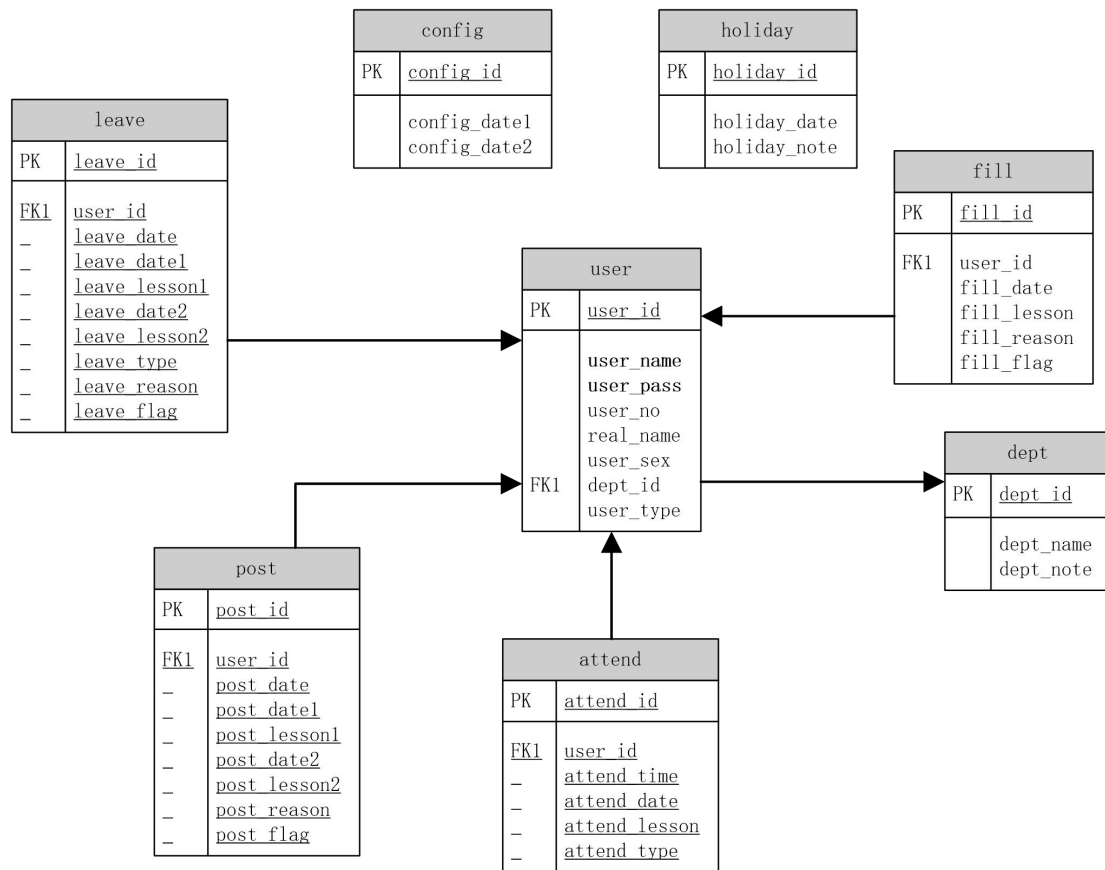 config
PK config_id
config_date1
config_date2
holiday
PK holiday_id
holiday_date
holiday_note
leave
PK leave_id
FK1 user_id
_ leave_date
_ leave_date1
_ leave_lesson1
_ leave_date2
_ leave_lesson2
_ leave_type
_ leave_reason
_ leave_flag
fill
PK fill_id
FK1 user_id
fill_date
fill_lesson
fill_reason
fill_flag
user
PK user_id
user_name
user_pass
user_no
real_name
user_sex
FK1 dept_id
user_type
dept
PK dept_id
dept_name
dept_note
post
PK post_id
FK1 user_id
_ post_date
_ post_date1
_ post_lesson1
_ post_date2
_ post_lesson2
_ post_reason
_ post_flag
attend
PK attend_id
FK1 user_id
_ attend_time
_ attend_date
_ attend_lesson
_ attend_type